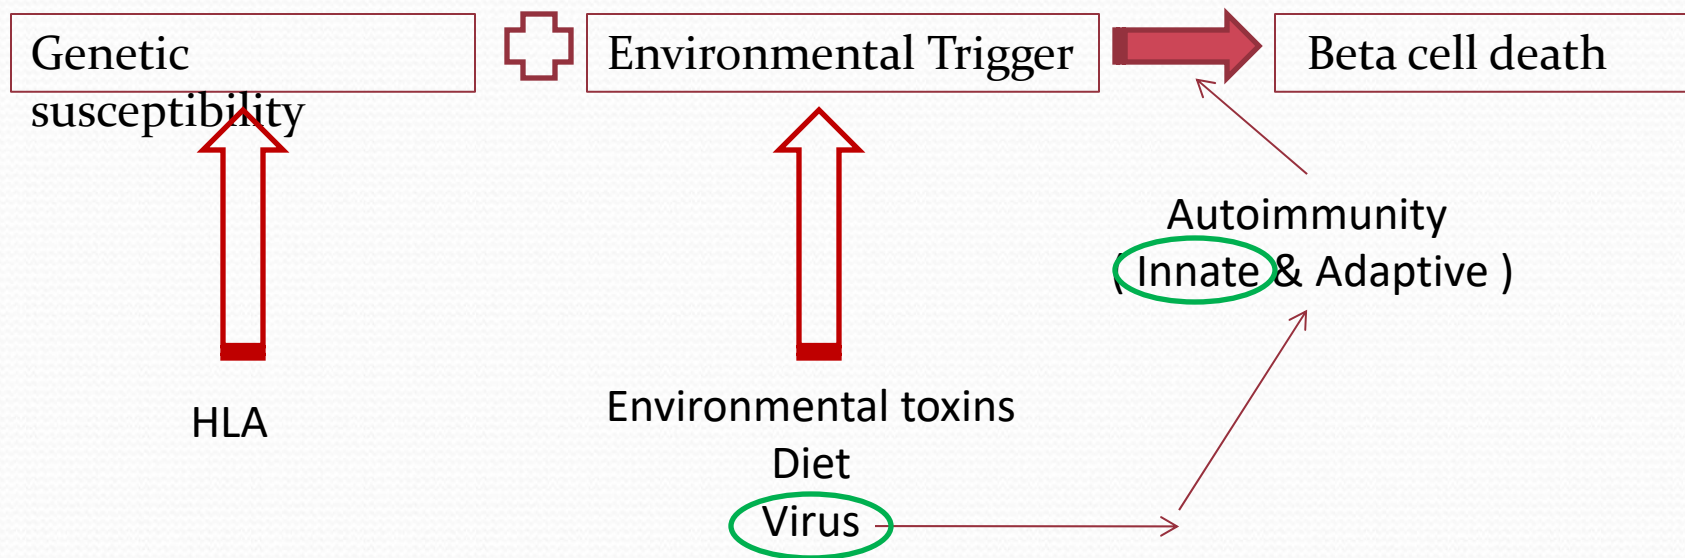 Genetic
susceptibility
Environmental Trigger
Beta cell death
Autoimmunity
( Innate & Adaptive )
HLA
Environmental toxins
Diet
Virus